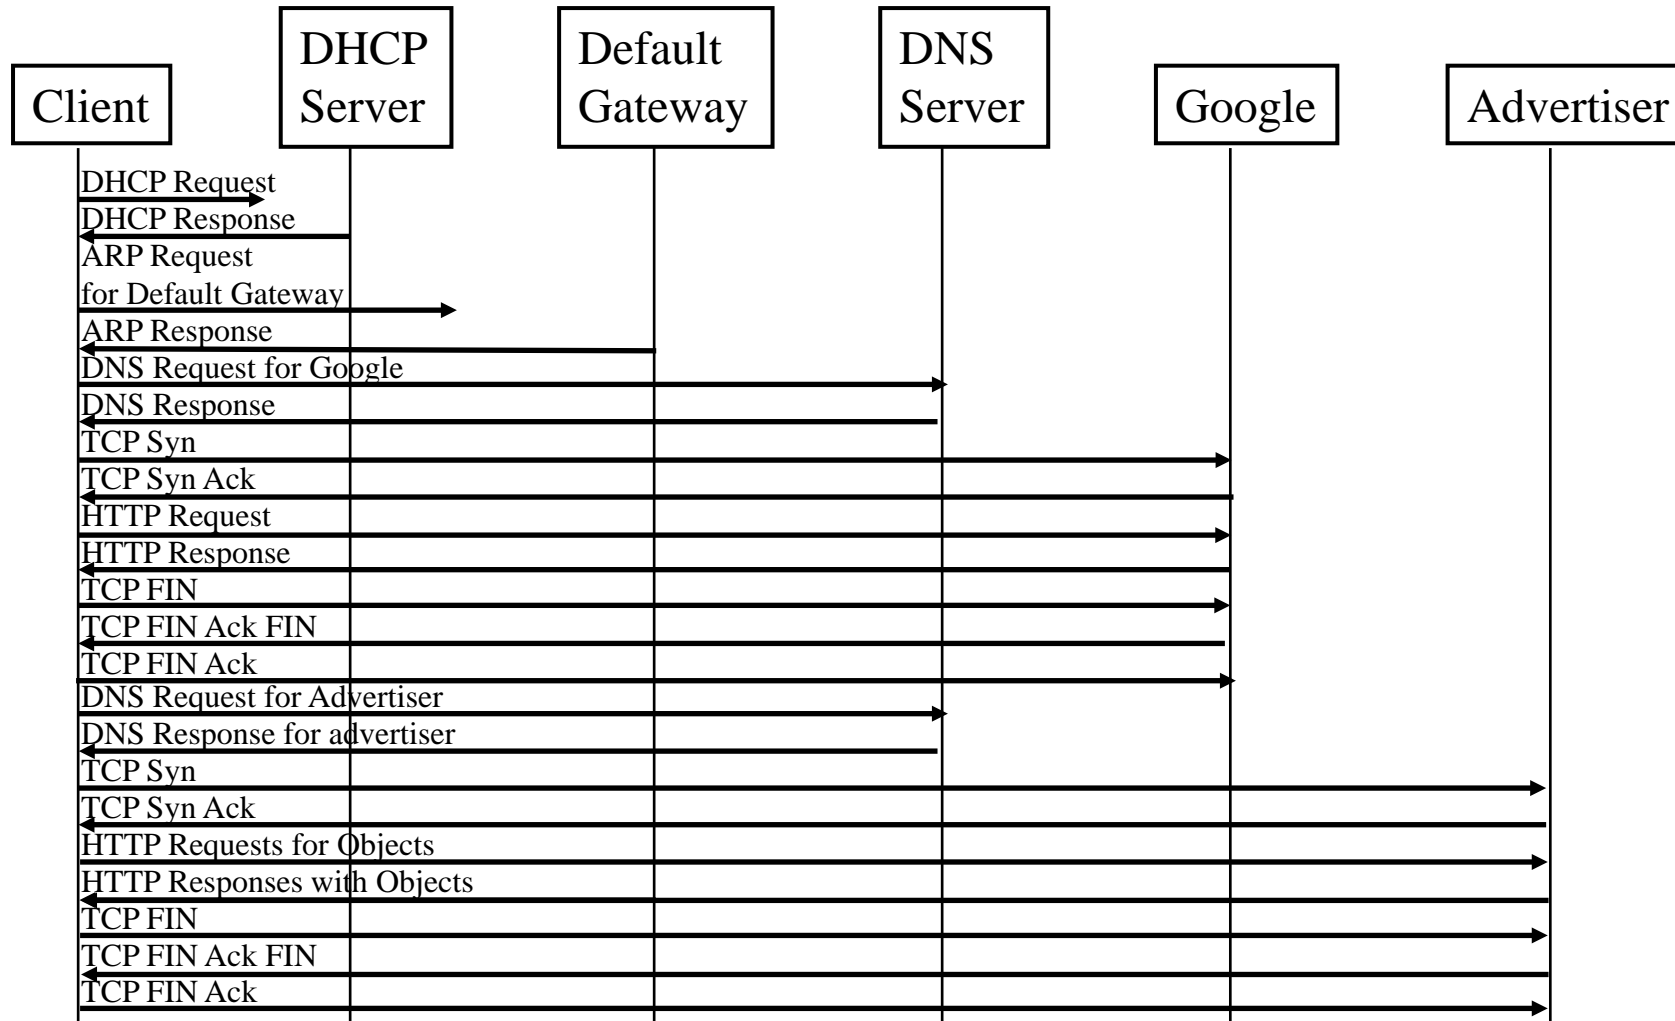 DHCP
Server
Default
Gateway
DNS
Server
Client
Google
Advertiser
DHCP Request
DHCP Response
ARP Request
for Default Gateway
ARP Response
DNS Request for Google
DNS Response
TCP Syn
TCP Syn Ack
HTTP Request
HTTP Response
TCP FIN
TCP FIN Ack FIN
TCP FIN Ack
DNS Request for Advertiser
DNS Response for advertiser
TCP Syn
TCP Syn Ack
HTTP Requests for Objects
HTTP Responses with Objects
TCP FIN
TCP FIN Ack FIN
TCP FIN Ack